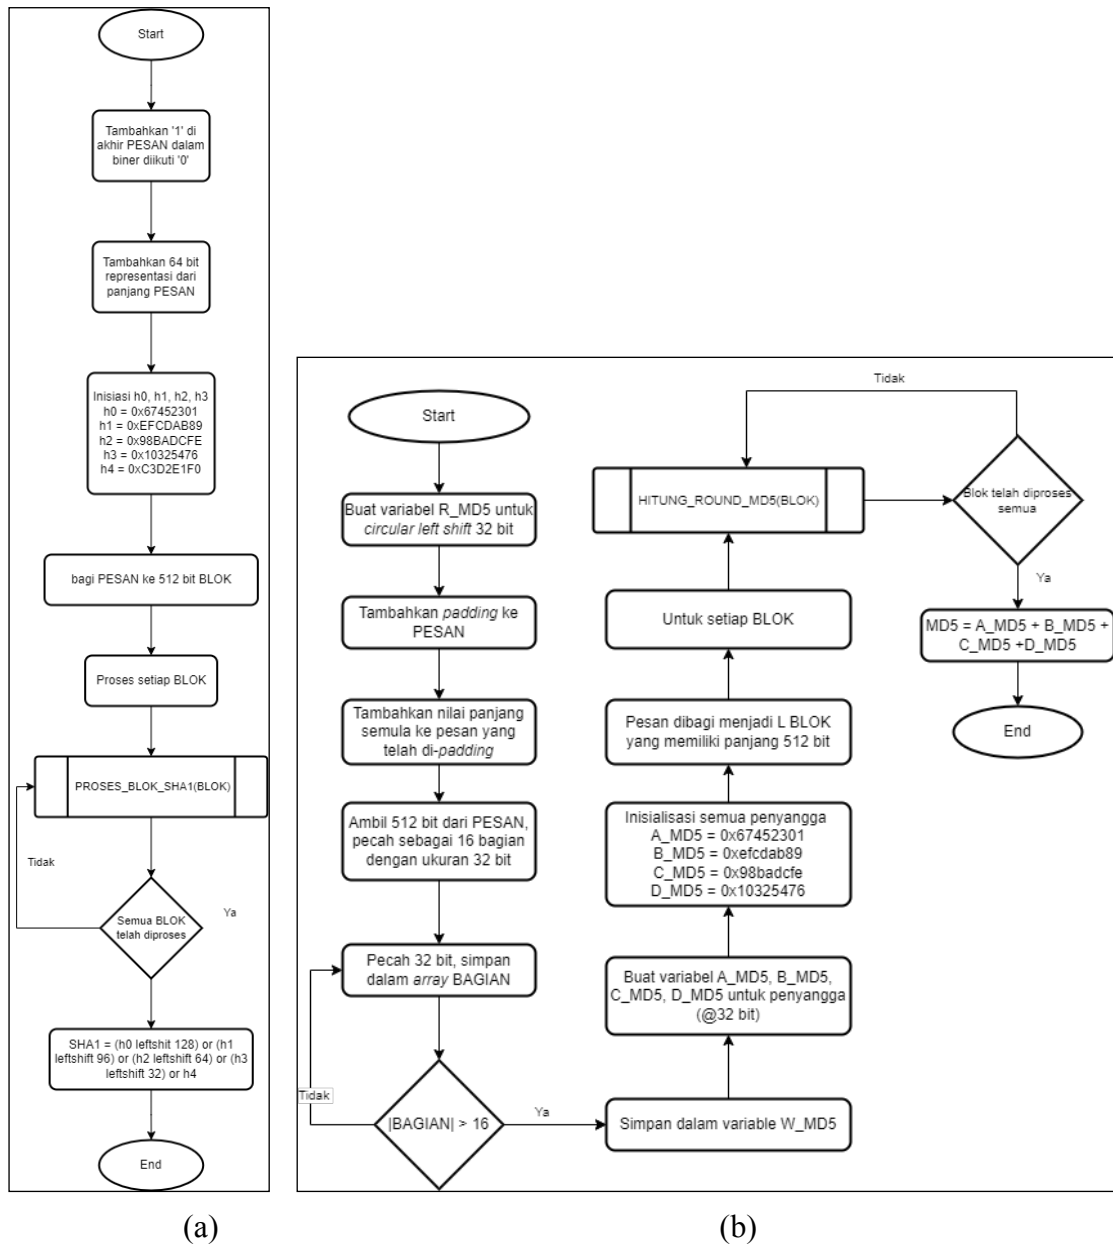 Start
Tambahkan '1' di
akhir PESAN dalam
biner diikuti '0'
Tambahkan 64 bit
representasi dari
panjang PESAN
Inisiasi h0, h1, h2, h3
h0 = 0x67452301
h1 = 0xEFCDAB89
h2 = 0x98BADCFE
h3 = 0x10325476
h4 = 0xC3D2E1F0
bagi PESAN ke 512 bit BLOK
Proses setiap BLOK
PROSES_BLOK_SHA1(BLOK)
Tidak
Semua BLOK
telah diproses
Ya
SHA1 = (h0 leftshit 128) or (h1
leftshift 96) or (h2 leftshift 64) or (h3
leftshift 32) or h4
End
(a)
Start
Buat variabel R_MD5 untuk
circular left shift 32 bit
Tambahkan padding ke
PESAN
Tambahkan nilai panjang
semula ke pesan yang
telah di-padding
Ambil 512 bit dari PESAN,
pecah sebagai 16 bagian
dengan ukuran 32 bit
Pecah 32 bit, simpan
dalam array BAGIAN
Tidak
|BAGIAN| > 16
Ya
Simpan dalam variable W_MD5
Buat variabel A_MD5, B_MD5,
C_MD5, D_MD5 untuk penyangga
(@32 bit)
Inisialisasi semua penyangga
A_MD5 = 0x67452301
B_MD5 = 0xefcdab89
C_MD5 = 0x98badcfe
D_MD5 = 0x10325476
Pesan dibagi menjadi L BLOK
yang memiliki panjang 512 bit
Untuk setiap BLOK
HITUNG_ROUND_MD5(BLOK)
Tidak
Blok telah diproses
semua
Ya
MD5 = A_MD5 + B_MD5 +
C_MD5 +D_MD5
End
(b)